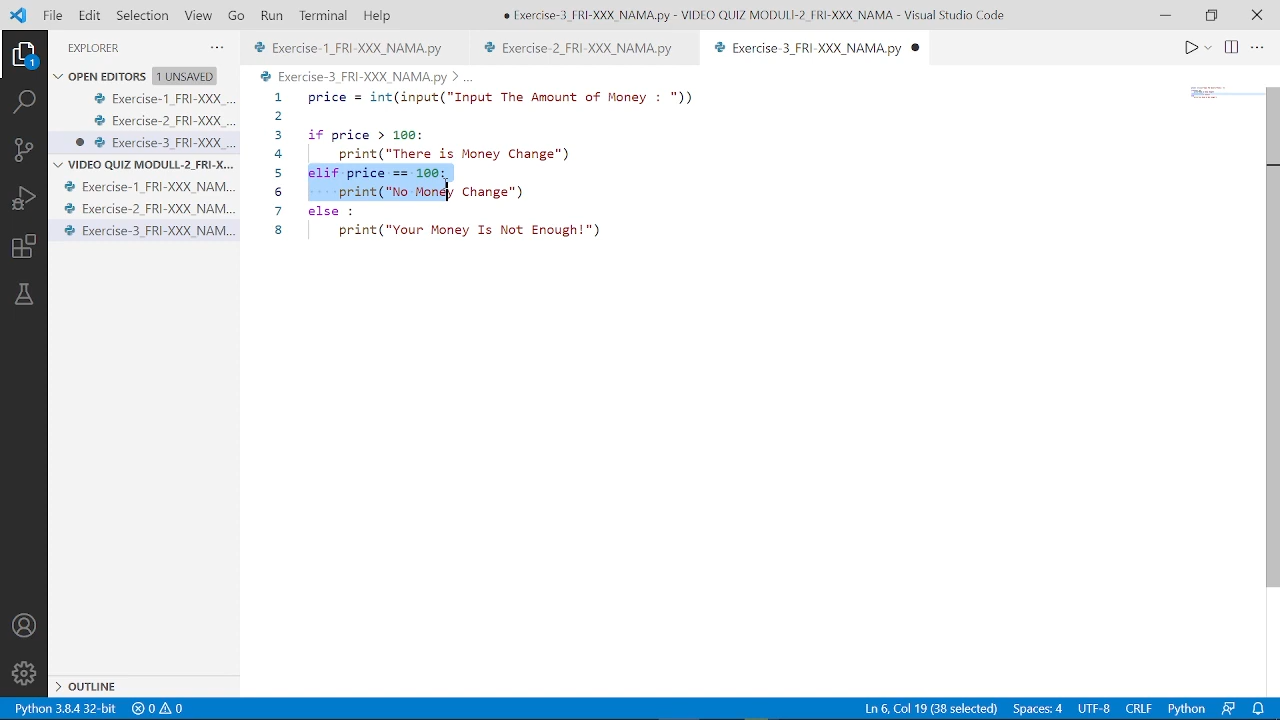 File Edit Selection View Go Run Terminal Help
● Exercise-3_FRI-XXX_NAMA.py - VIDEO QUIZ MODULl-2_FRI-XXX_NAMA - Visual Studio Code
EXPLORER ...
OPEN EDITORS 1 UNSAVED
Exercise-1_FRI-XXX_...
Exercise-2_FRI-XXX_...
Exercise-3_FRI-XXX_...
VIDEO QUIZ MODULL-2_FRI-X...
Exercise-1_FRI-XXX_NAM...
Exercise-2_FRI-XXX_NAM...
Exercise-3_FRI-XXX_NAM...
OUTLINE
1
Exercise-1_FRI-XXX_NAMA.py Exercise-2_FRI-XXX_NAMA.py Exercise-3_FRI-XXX_NAMA.py ●
Exercise-3_FRI-XXX_NAMA.py > ...
1 price = int(input("Input The Amount of Money : "))
2
3 if price > 100:
4     print("There is Money Change")
5 elif price == 100:
6     print("No Money Change")
7 else :
8     print("Your Money Is Not Enough!")
Python 3.8.4 32-bit 0 0 Ln 6, Col 19 (38 selected) Spaces: 4 UTF-8 CRLF Python